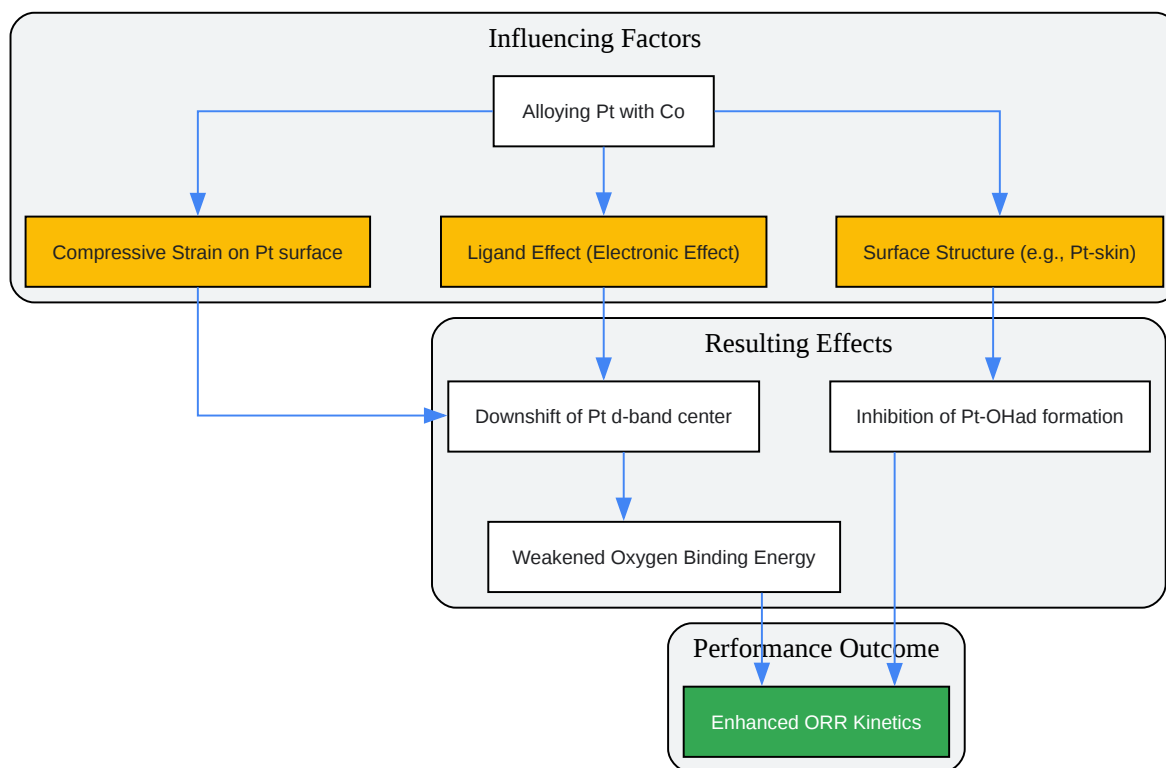 Influencing Factors
Alloying Pt with Co
Compressive Strain on Pt surface
Ligand Effect (Electronic Effect)
Surface Structure (e.g., Pt-skin)
Resulting Effects
Downshift of Pt d-band center
Inhibition of Pt-OHad formation
Weakened Oxygen Binding Energy
Performance Outcome
Enhanced ORR Kinetics